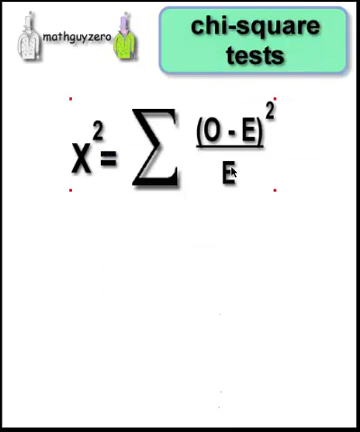 mathguyzero
chi-square
tests
X² = ∑ (O - E)²
E